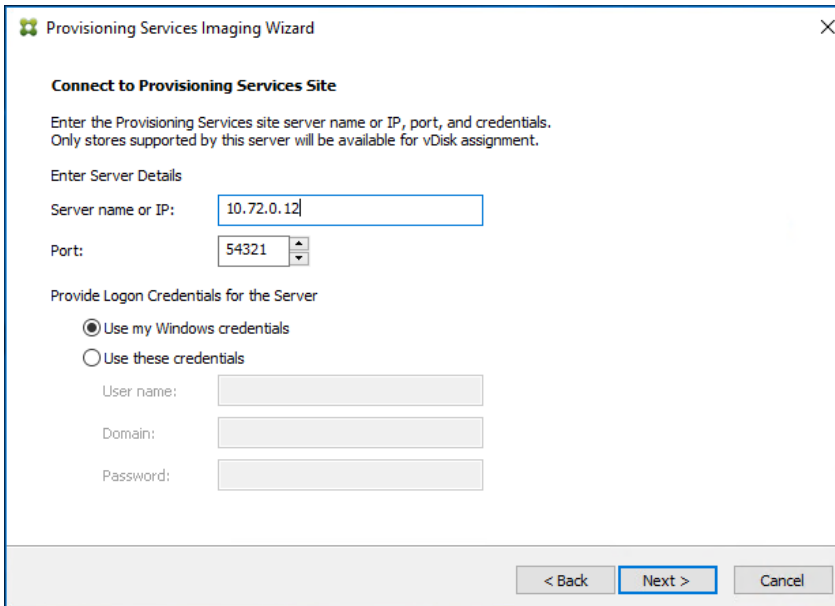 Provisioning Services Imaging Wizard
Connect to Provisioning Services Site
Enter the Provisioning Services site server name or IP, port, and credentials.
Only stores supported by this server will be available for vDisk assignment.
Enter Server Details
Server name or IP: 10.72.0.12
Port: 54321
Provide Logon Credentials for the Server
Use my Windows credentials
Use these credentials
User name:
Domain:
Password:
< Back Next > Cancel